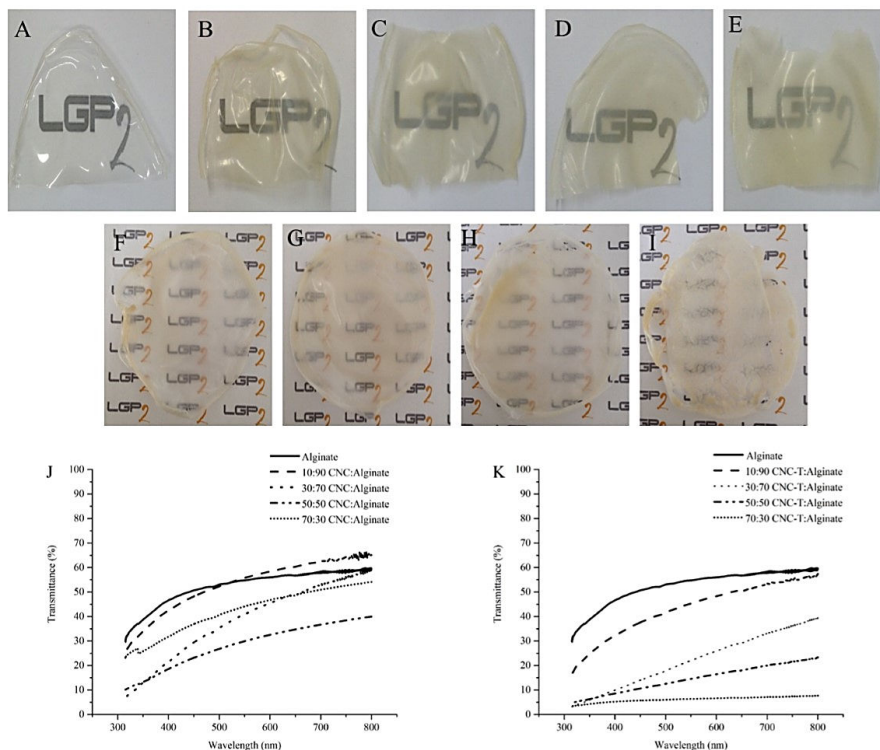 A
B
C
D
E
LGP2
LGP2
LGP2
LGP2
LGP2
F
G
H
I
J
Alginate
10:90 CNC:Alginate
30:70 CNC:Alginate
50:50 CNC:Alginate
70:30 CNC:Alginate
Transmittance (%)
100
90
80
70
60
50
40
30
20
10
0
300
400
500
600
700
800
Wavelength (nm)
K
Alginate
10:90 CNC-T:Alginate
30:70 CNC-T:Alginate
50:50 CNC-T:Alginate
70:30 CNC-T:Alginate
Transmittance (%)
100
90
80
70
60
50
40
30
20
10
0
300
400
500
600
700
800
Wavelength (nm)